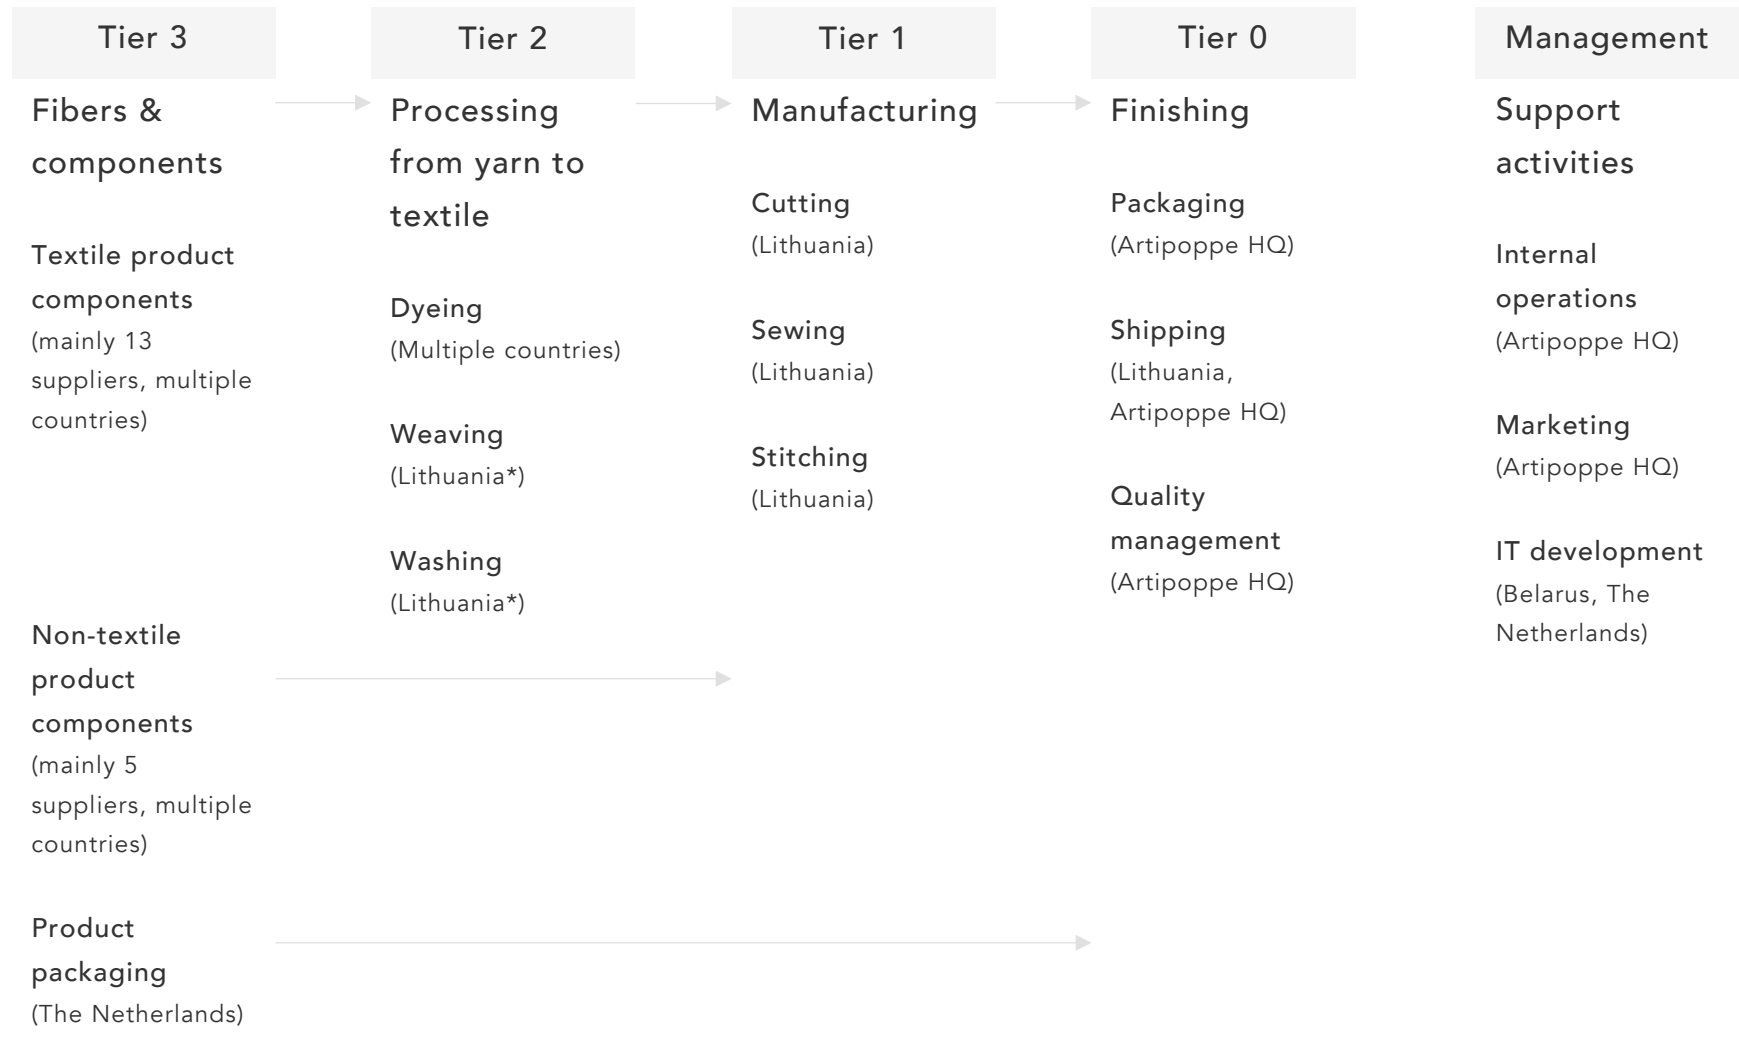 Tier 3
Fibers &
components
Textile product
components
(mainly 13
suppliers, multiple
countries)
Non-textile
product
components
(mainly 5
suppliers, multiple
countries)
Product
packaging
(The Netherlands)
Tier 2
Processing
from yarn to
textile
Dyeing
(Multiple countries)
Weaving
(Lithuania*)
Washing
(Lithuania*)
Tier 1
Manufacturing
Cutting
(Lithuania)
Sewing
(Lithuania)
Stitching
(Lithuania)
Tier 0
Finishing
Packaging
(Artipoppe HQ)
Shipping
(Lithuania,
Artipoppe HQ)
Quality
management
(Artipoppe HQ)
Management
Support
activities
Internal
operations
(Artipoppe HQ)
Marketing
(Artipoppe HQ)
IT development
(Belarus, The
Netherlands)